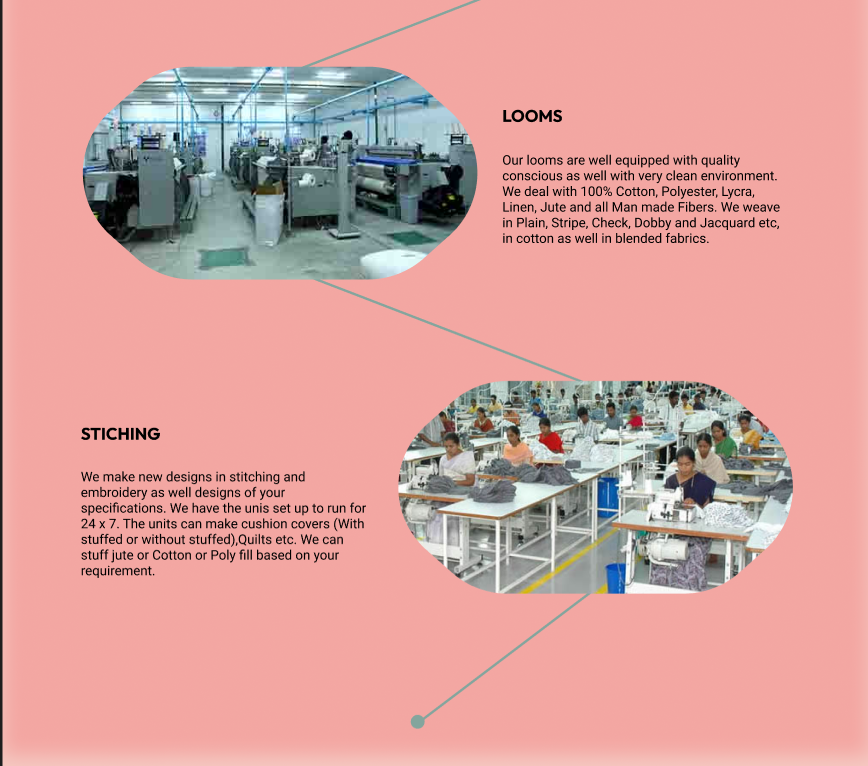 LOOMS
Our looms are well equipped with quality
conscious as well with very clean environment.
We deal with 100% Cotton, Polyester, Lycra,
Linen, Jute and all Man made Fibers. We weave
in Plain, Stripe, Check, Dobby and Jacquard etc,
in cotton as well in blended fabrics.
STICHING
We make new designs in stitching and
embroidery as well designs of your
specifications. We have the unis set up to run for
24 x 7. The units can make cushion covers (With
stuffed or without stuffed),Quilts etc. We can
stuff jute or Cotton or Poly fill based on your
requirement.